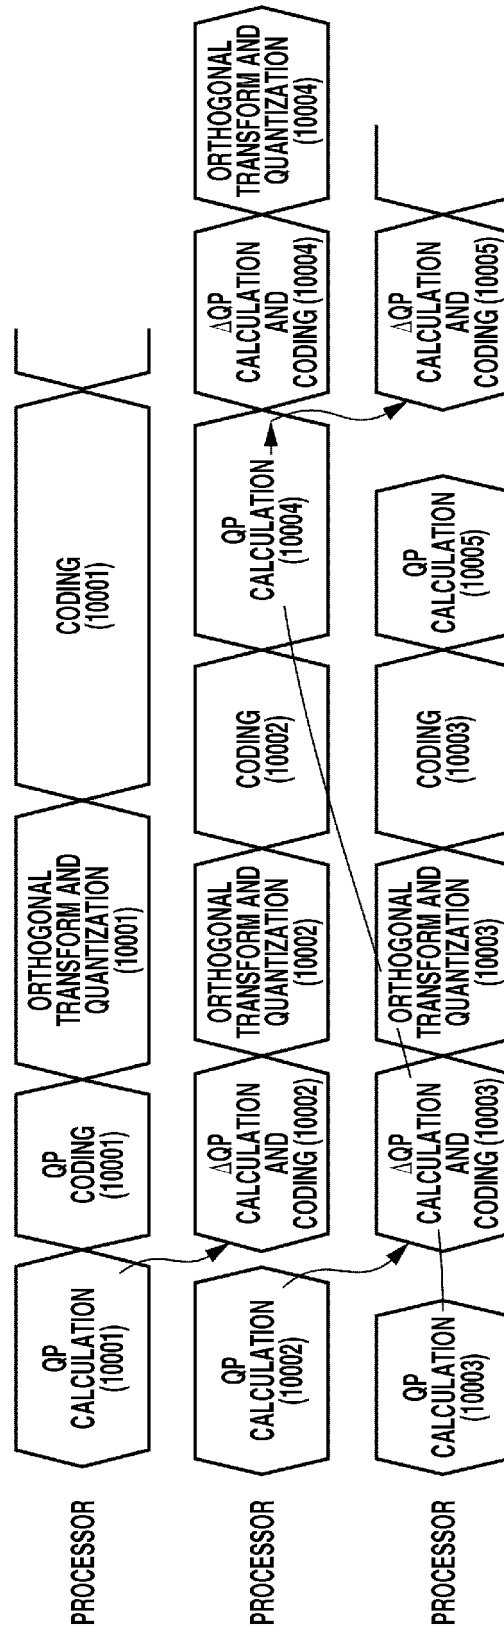 PROCESSOR
QP
CALCULATION
(10001)
QP
CODING
(10001)
ORTHOGONAL
TRANSFORM AND
QUANTIZATION
(10001)
CODING
(10001)
PROCESSOR
QP
CALCULATION
(10002)
ΔQP
CALCULATION
AND
CODING (10002)
ORTHOGONAL
TRANSFORM AND
QUANTIZATION
(10002)
CODING
(10002)
QP
CALCULATION
(10004)
ΔQP
CALCULATION
AND
CODING (10004)
ORTHOGONAL
TRANSFORM AND
QUANTIZATION
(10004)
PROCESSOR
QP
CALCULATION
(10003)
ΔQP
CALCULATION
AND
CODING (10003)
ORTHOGONAL
TRANSFORM AND
QUANTIZATION
(10003)
CODING
(10003)
QP
CALCULATION
(10005)
ΔQP
CALCULATION
AND
CODING (10005)